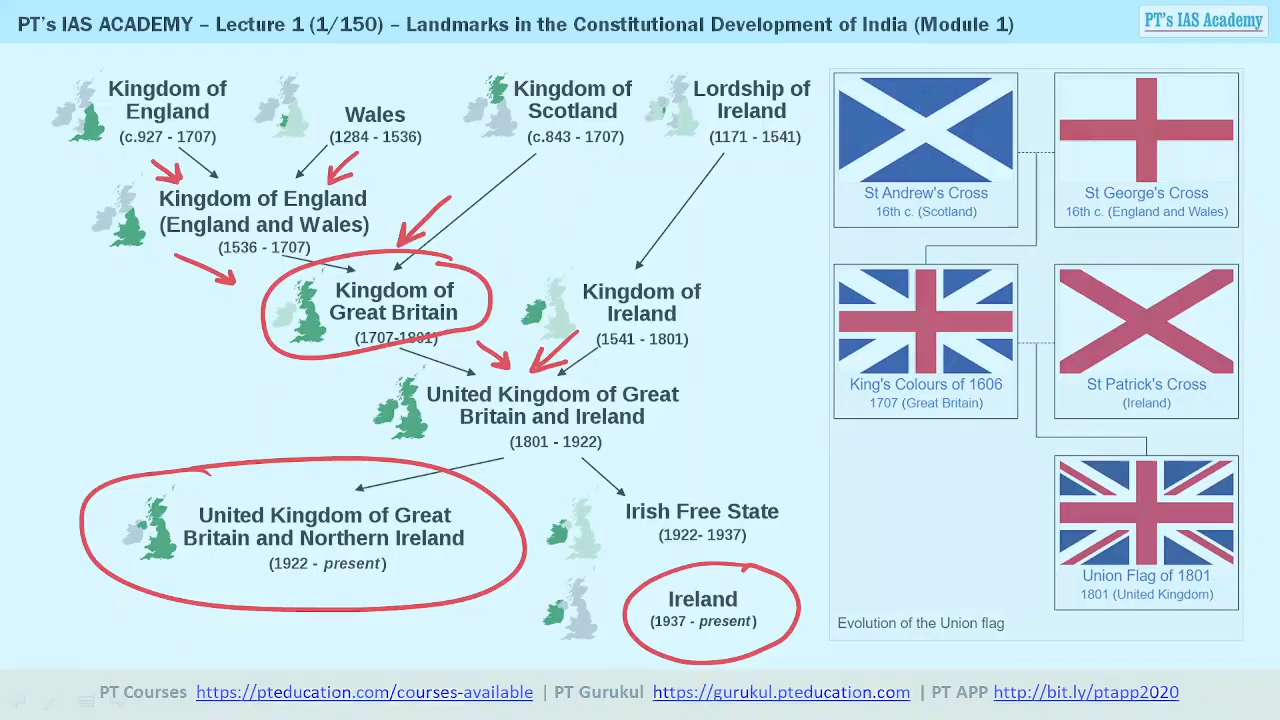 PT's IAS ACADEMY – Lecture 1 (1/150) – Landmarks in the Constitutional Development of India (Module 1)
PT's IAS Academy
Kingdom of
England
(c.927 - 1707)
Wales
(1284 - 1536)
Kingdom of
Scotland
(c.843 - 1707)
Lordship of
Ireland
(1171 - 1541)
Kingdom of England
(England and Wales)
(1536 - 1707)
Kingdom of
Great Britain
(1707-1801)
Kingdom of
Ireland
(1541 - 1801)
United Kingdom of Great
Britain and Ireland
(1801 - 1922)
United Kingdom of Great
Britain and Northern Ireland
(1922 - present)
Irish Free State
(1922- 1937)
Ireland
(1937 - present)
St Andrew's Cross
16th c. (Scotland)
St George's Cross
16th c. (England and Wales)
King's Colours of 1606
1707 (Great Britain)
St Patrick's Cross
(Ireland)
Union Flag of 1801
1801 (United Kingdom)
Evolution of the Union flag
PT Courses https://pteducation.com/courses-available | PT Gurukul https://gurukul.pteducation.com | PT APP http://bit.ly/ptapp2020